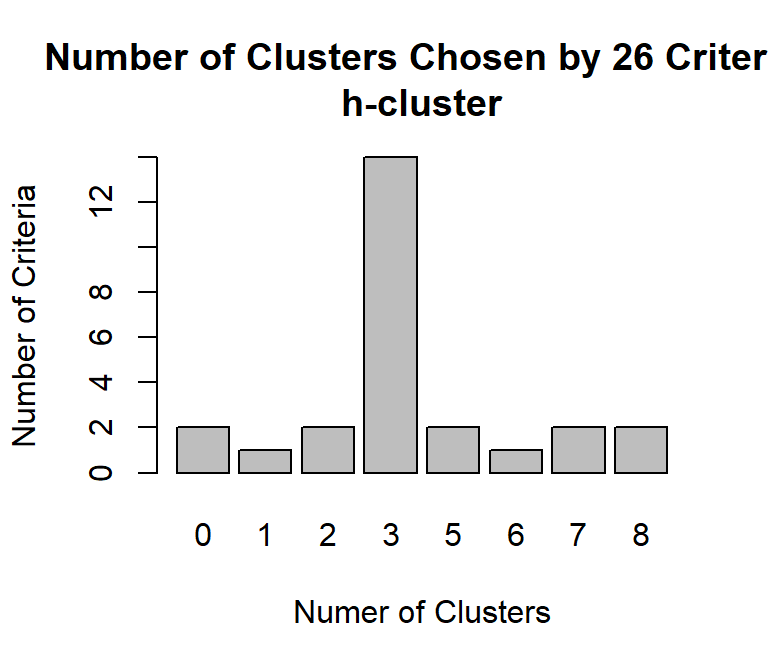 Number of Clusters Chosen by 26 Criter
h-cluster
Number of Criteria
12
8
6
4
2
0
0 1 2 3 5 6 7 8
Numer of Clusters